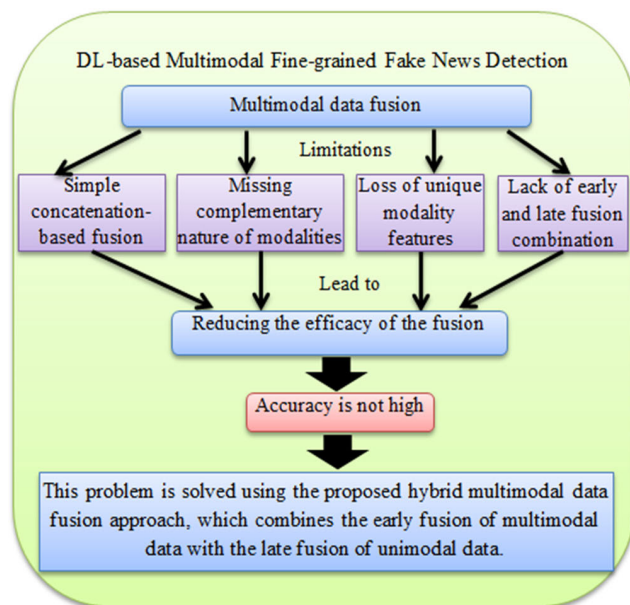 DL-based Multimodal Fine-grained Fake News Detection
Multimodal data fusion
Limitations
Simple
concatenation-
based fusion
Missing
complementary
nature of modalities
Loss of unique
modality
features
Lack of early
and late fusion
combination
Lead to
Reducing the efficacy of the fusion
Accuracy is not high
This problem is solved using the proposed hybrid multimodal data
fusion approach, which combines the early fusion of multimodal
data with the late fusion of unimodal data.